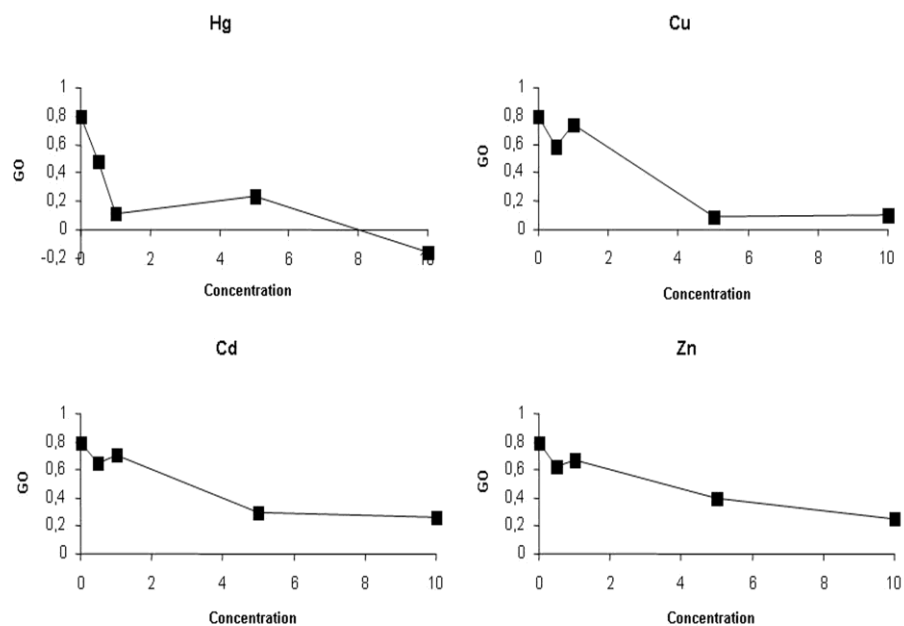 Hg
1
0,8
0,6
0,4
0,2
0
-0,2
GO
0 2 4 6 8 10
Concentration
Cu
1
0,8
0,6
0,4
0,2
0
GO
0 2 4 6 8 10
Concentration
Cd
1
0,8
0,6
0,4
0,2
0
GO
0 2 4 6 8 10
Concentration
Zn
1
0,8
0,6
0,4
0,2
0
GO
0 2 4 6 8 10
Concentration